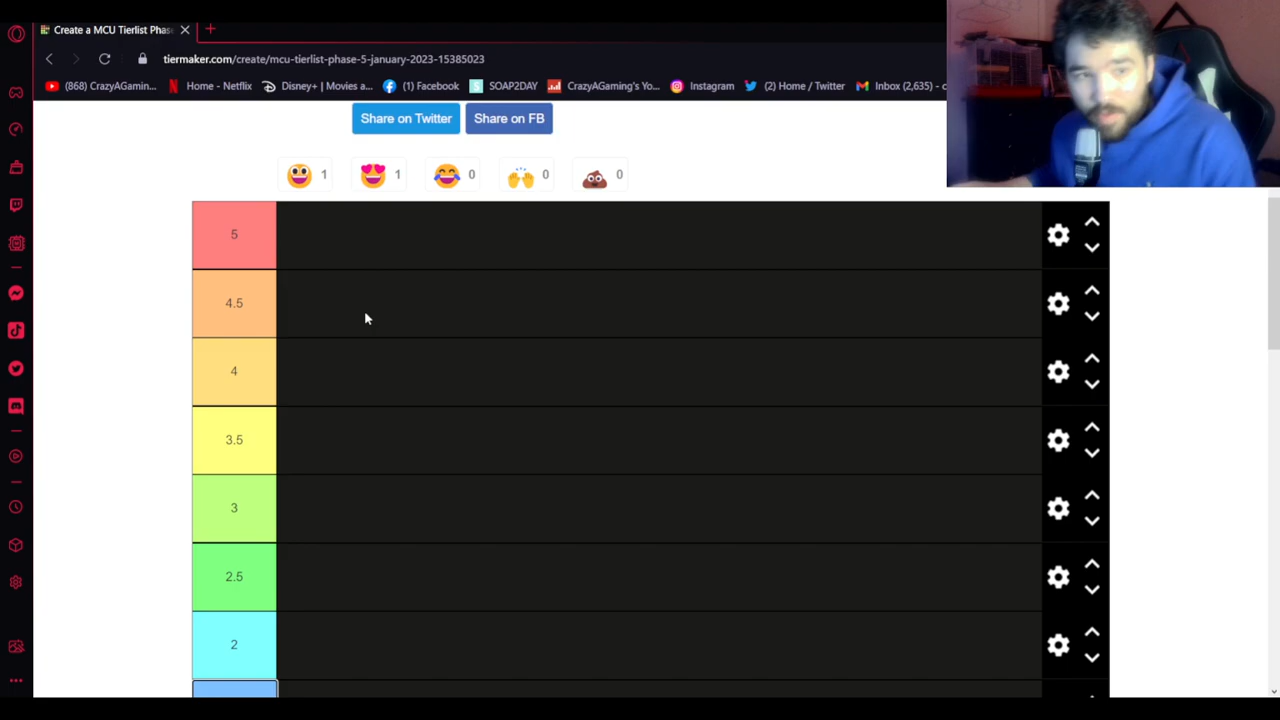 Create a MCU Tierlist Phas
tiermaker.com/create/mcu-tierlist-phase-5-january-2023-15385023
(868) CrazyAGamin... Home - Netflix Disney+ | Movies a... (1) Facebook SOAP2DAY CrazyAGaming's Yo... Instagram (2) Home / Twitter Inbox (2,635) - c
Share on Twitter Share on FB
1 1 0 0 0
5
4.5
4
3.5
3
2.5
2